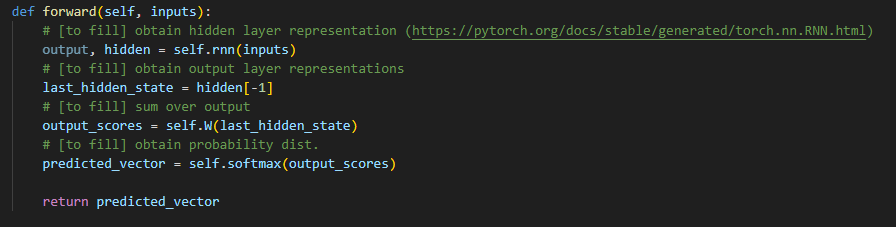 def forward(self, inputs):
    # [to fill] obtain hidden layer representation (https://pytorch.org/docs/stable/generated/torch.nn.RNN.html)
    output, hidden = self.rnn(inputs)
    # [to fill] obtain output layer representations
    last_hidden_state = hidden[-1]
    # [to fill] sum over output
    output_scores = self.W(last_hidden_state)
    # [to fill] obtain probability dist.
    predicted_vector = self.softmax(output_scores)

    return predicted_vector